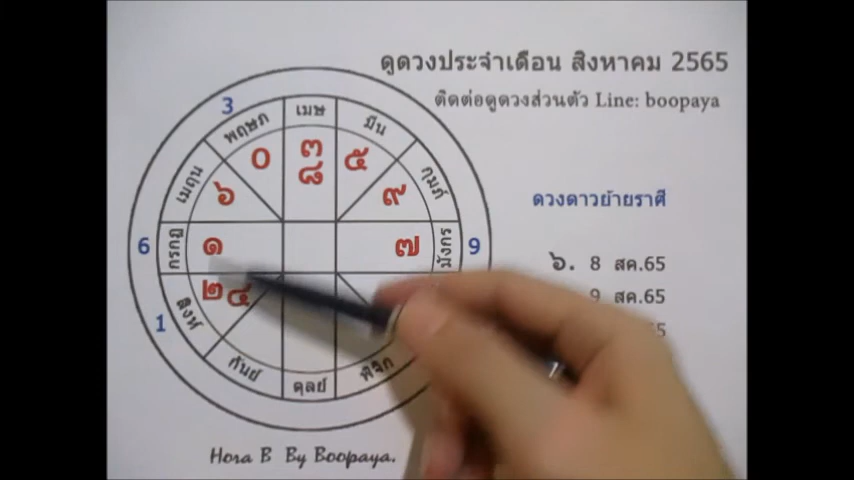 ดูดวงประจำเดือน สิงหาคม 2565
ติดต่อดูดวงส่วนตัว Line: boopaya
3
พฤษภ
เมษ
มีน
เมถุน
๐
๓
๘
๕
กุมภ์
๖
๙
ดวงดาวย้ายราศี
6
กรกฎ
๑
๗
มังกร
9
๖. 8 สค.65
๒ ๔
9 สค.65
สิงห์
1
65
กันย์
ตุลย์
พิจิก
Hora B By Boopaya.